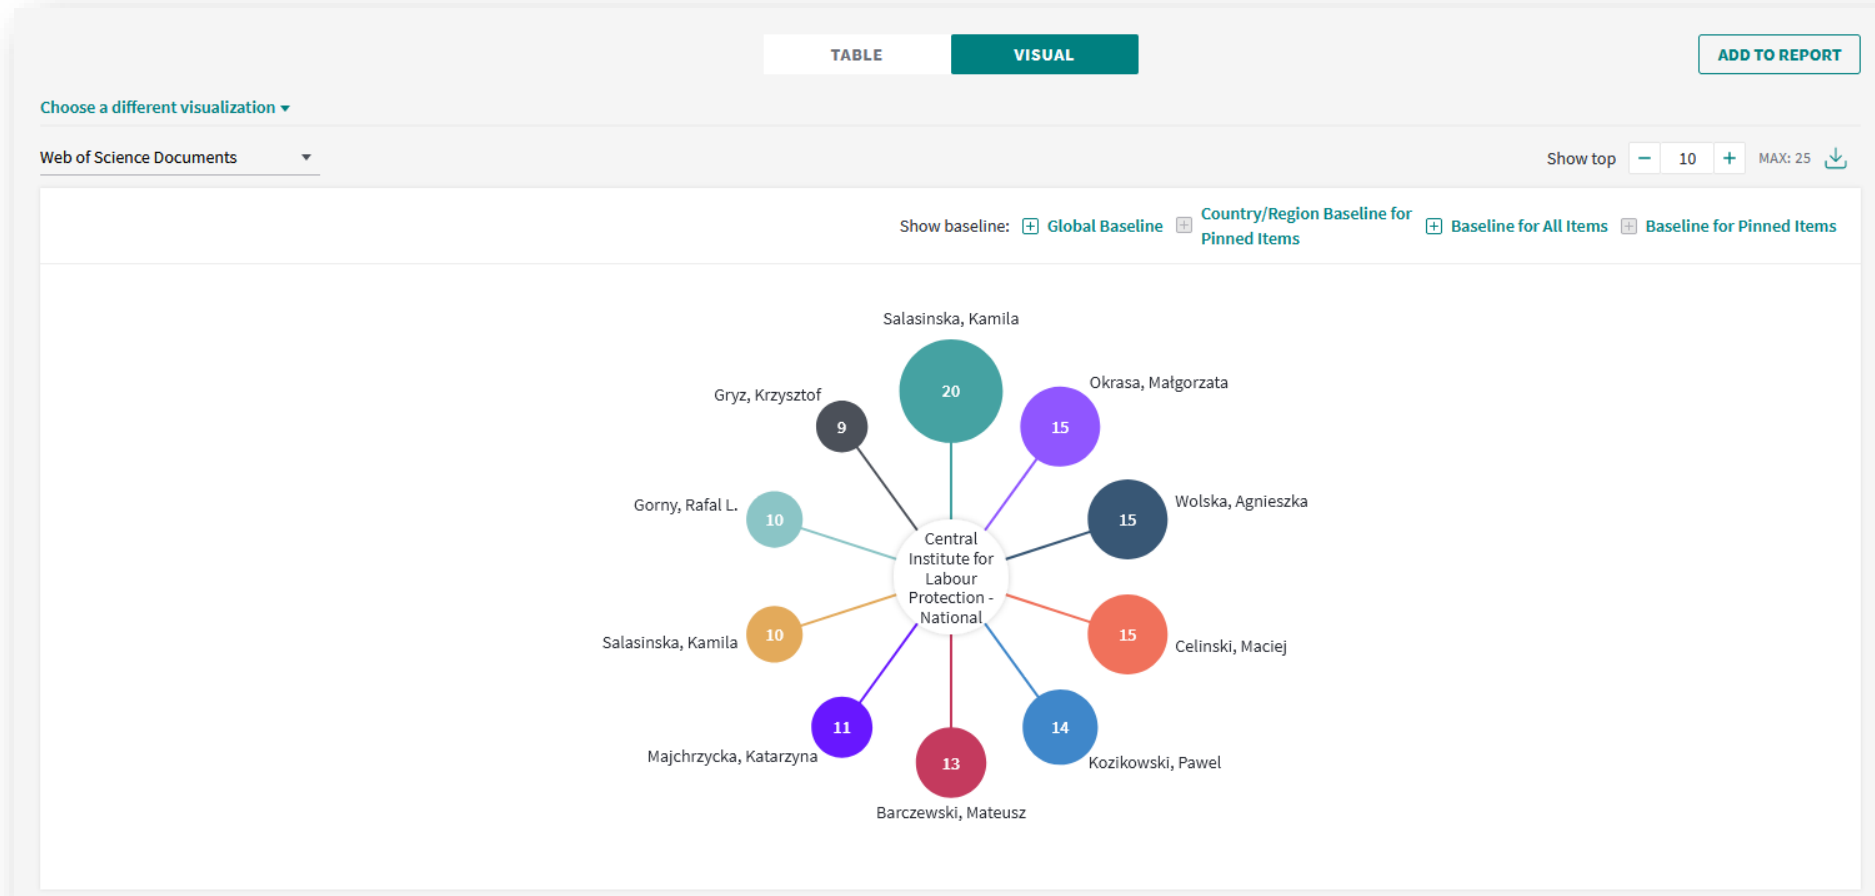 TABLE
VISUAL
ADD TO REPORT
Choose a different visualization
Web of Science Documents
Show top
10
MAX: 25
Show baseline:
Global Baseline
Country/Region Baseline for
Pinned Items
Baseline for All Items
Baseline for Pinned Items
Salasinska, Kamila
20
Okrasa, Małgorzata
15
Wolska, Agnieszka
15
Celinski, Maciej
15
Kozikowski, Pawel
14
Barczewski, Mateusz
13
Majchrzycka, Katarzyna
11
Salasinska, Kamila
10
Gorny, Rafal L.
10
Gryz, Krzysztof
9
Central
Institute for
Labour
Protection -
National